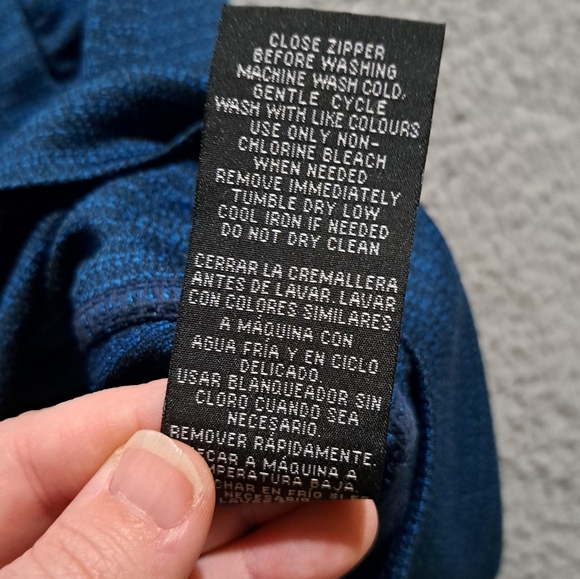 CLOSE ZIPPER
BEFORE WASHING
MACHINE WASH COLD.
GENTLE CYCLE
WASH WITH LIKE COLOURS
USE ONLY NON-
CHLORINE BLEACH
WHEN NEEDED
REMOVE IMMEDIATELY
TUMBLE DRY LOW
COOL IRON IF NEEDED
DO NOT DRY CLEAN
CERRAR LA CREMALLERA
ANTES DE LAVAR. LAVAR
CON COLORES SIMILARES
A MÁQUINA CON
AGUA FRÍA Y EN CICLO
DELICADO.
USAR BLANQUEADOR SIN
CLORO CUANDO SEA
NECESARIO.
REMOVER RÁPIDAMENTE.
A MÁQUINA A
BAJA.
EN FRÍO SI